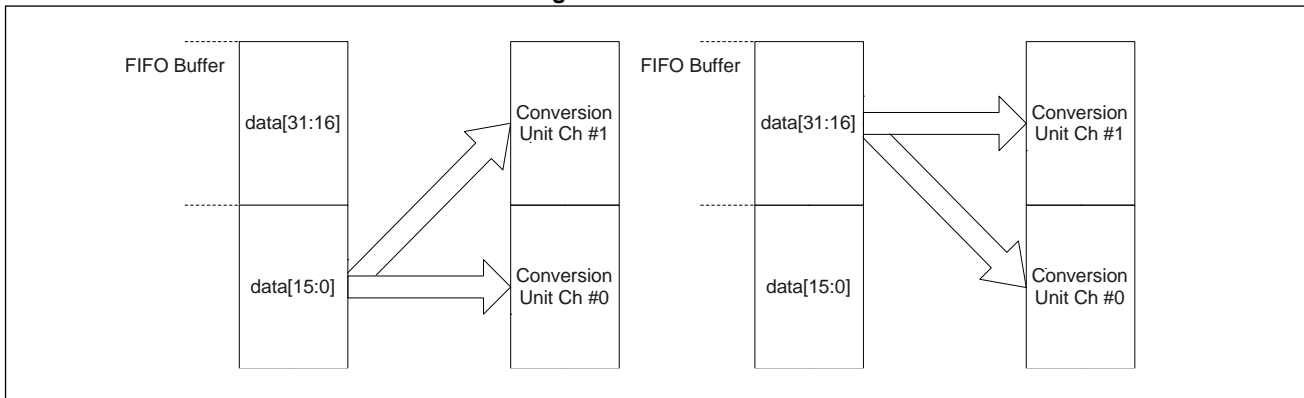 g
FIFO Buffer
data[31:16]
data[15:0]
Conversion
Unit Ch #1
Conversion
Unit Ch #0
FIFO Buffer
data[31:16]
data[15:0]
Conversion
Unit Ch #1
Conversion
Unit Ch #0